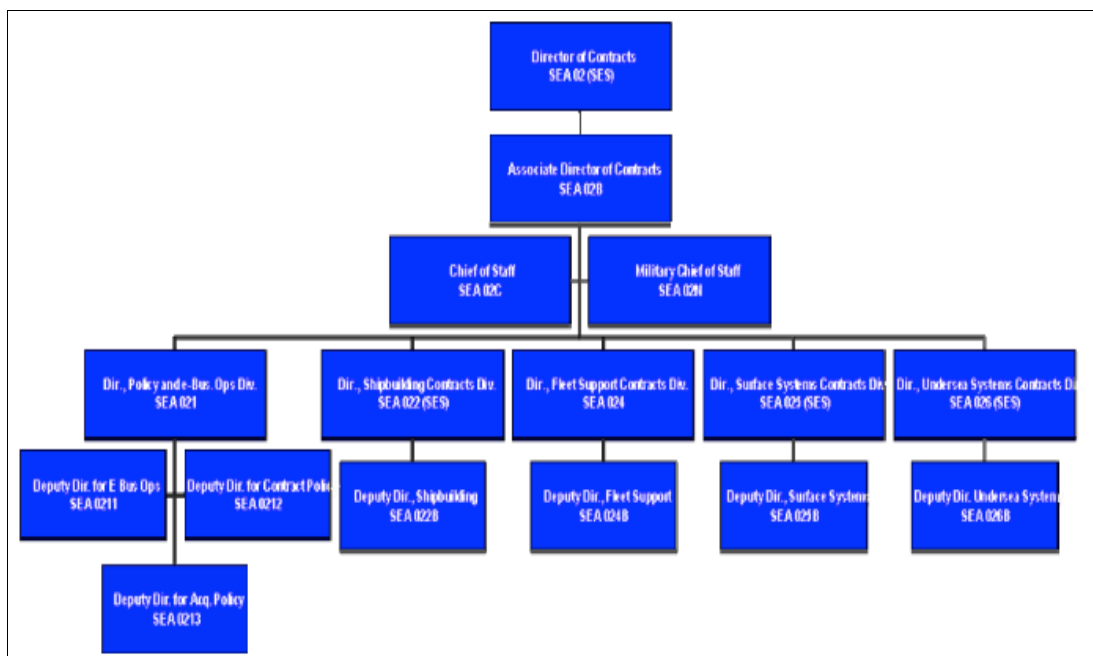 Director of Contracts
SEA 02 (SES)
Associate Director of Contracts
SEA 02B
Chief of Staff
SEA 02C
Military Chief of Staff
SEA 02N
Dir., Policy and e-Bus. Ops Div.
SEA 021
Dir., Shipbuilding Contracts Div.
SEA 022 (SES)
Dir., Fleet Support Contracts Div.
SEA 024
Dir., Surface Systems Contracts Div
SEA 025 (SES)
Dir., Undersea Systems Contracts Di
SEA 026 (SES)
Deputy Dir. for E Bus Ops
SEA 0211
Deputy Dir. for Contract Polic
SEA 0212
Deputy Dir., Shipbuilding
SEA 022B
Deputy Dir., Fleet Support
SEA 024B
Deputy Dir., Surface Systems
SEA 025B
Deputy Dir. Undersea System
SEA 026B
Deputy Dir. for Acq. Policy
SEA 0213